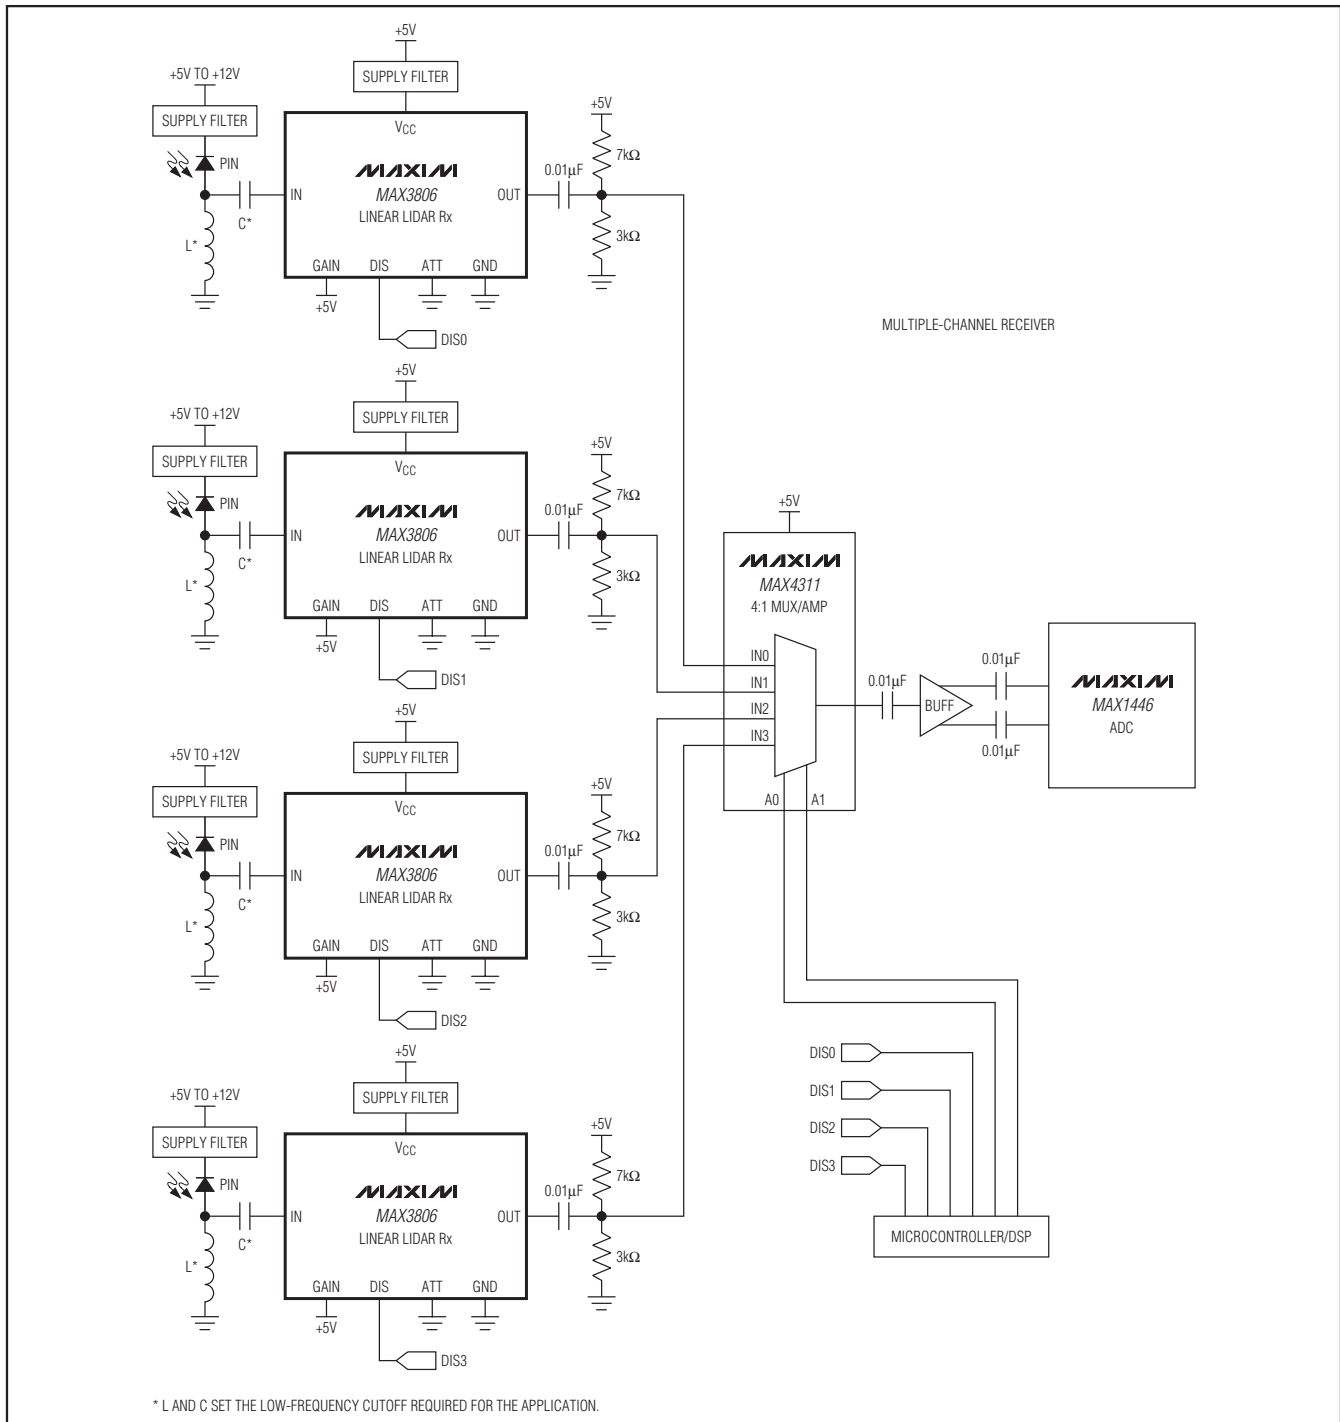 +5V
SUPPLY FILTER
+5V TO +12V
SUPPLY FILTER
PIN
C*
L*
VCC
MAXIM
MAX3806
LINEAR LIDAR Rx
IN
OUT
GAIN
DIS
ATT
GND
+5V
DIS0
0.01μF
+5V
7kΩ
3kΩ
MULTIPLE-CHANNEL RECEIVER
+5V
SUPPLY FILTER
+5V TO +12V
SUPPLY FILTER
PIN
C*
L*
VCC
MAXIM
MAX3806
LINEAR LIDAR Rx
IN
OUT
GAIN
DIS
ATT
GND
+5V
DIS1
0.01μF
+5V
7kΩ
3kΩ
+5V
MAXIM
MAX4311
4:1 MUX/AMP
IN0
IN1
IN2
IN3
A0
A1
0.01μF
BUFF
0.01μF
0.01μF
MAXIM
MAX1446
ADC
+5V
SUPPLY FILTER
+5V TO +12V
SUPPLY FILTER
PIN
C*
L*
VCC
MAXIM
MAX3806
LINEAR LIDAR Rx
IN
OUT
GAIN
DIS
ATT
GND
+5V
DIS2
0.01μF
+5V
7kΩ
3kΩ
+5V
SUPPLY FILTER
+5V TO +12V
SUPPLY FILTER
PIN
C*
L*
VCC
MAXIM
MAX3806
LINEAR LIDAR Rx
IN
OUT
GAIN
DIS
ATT
GND
+5V
DIS3
0.01μF
+5V
7kΩ
3kΩ
DIS0
DIS1
DIS2
DIS3
MICROCONTROLLER/DSP
* L AND C SET THE LOW-FREQUENCY CUTOFF REQUIRED FOR THE APPLICATION.